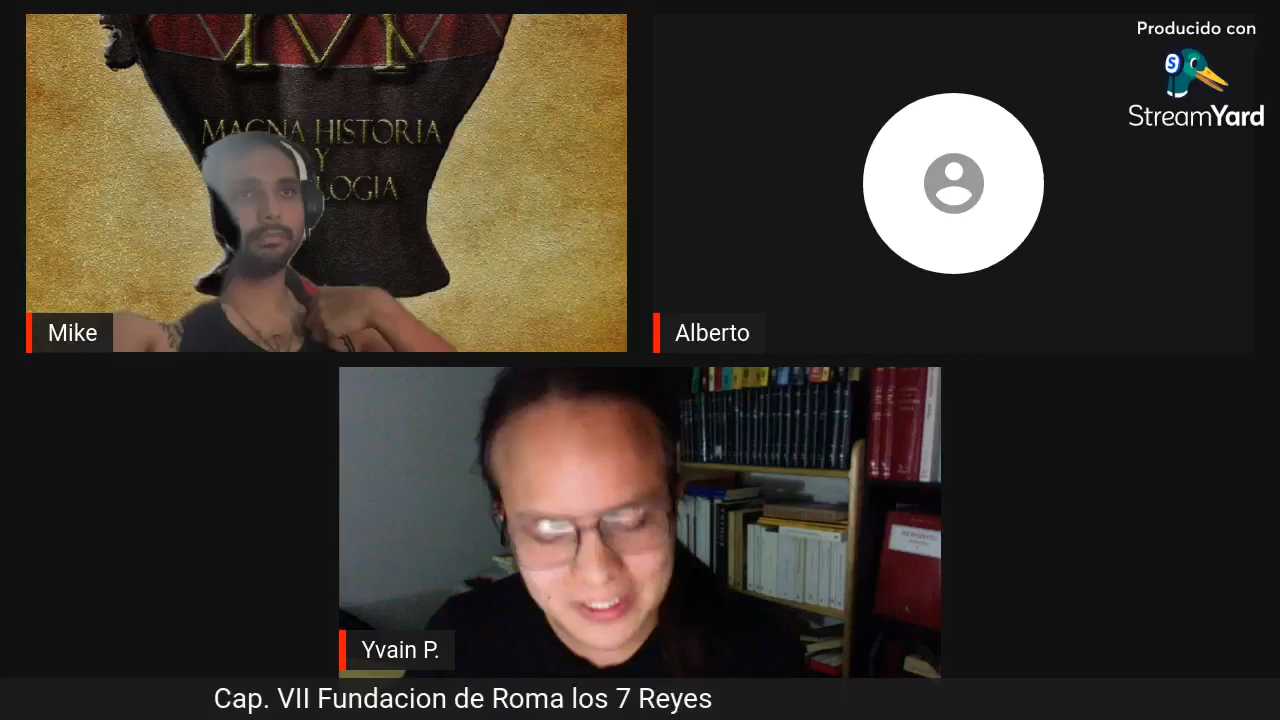 Producido con
StreamYard
M
MAGNA HISTORIA
Y
LOGIA
Mike
Alberto
Yvain P.
Cap. VII Fundacion de Roma los 7 Reyes